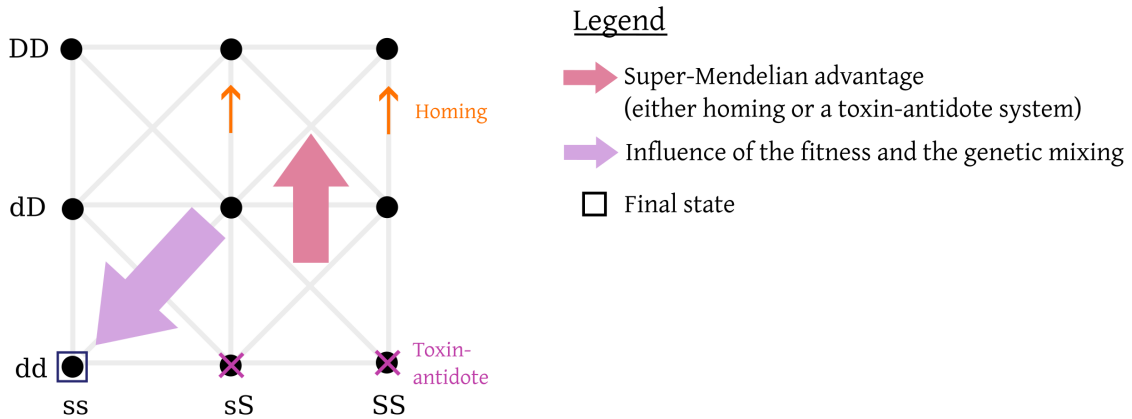 DD
dD
dd
ss
sS
SS
Homing
Toxin-
antidote
Legend
Super-Mendelian advantage
(either homing or a toxin-antidote system)
Influence of the fitness and the genetic mixing
Final state